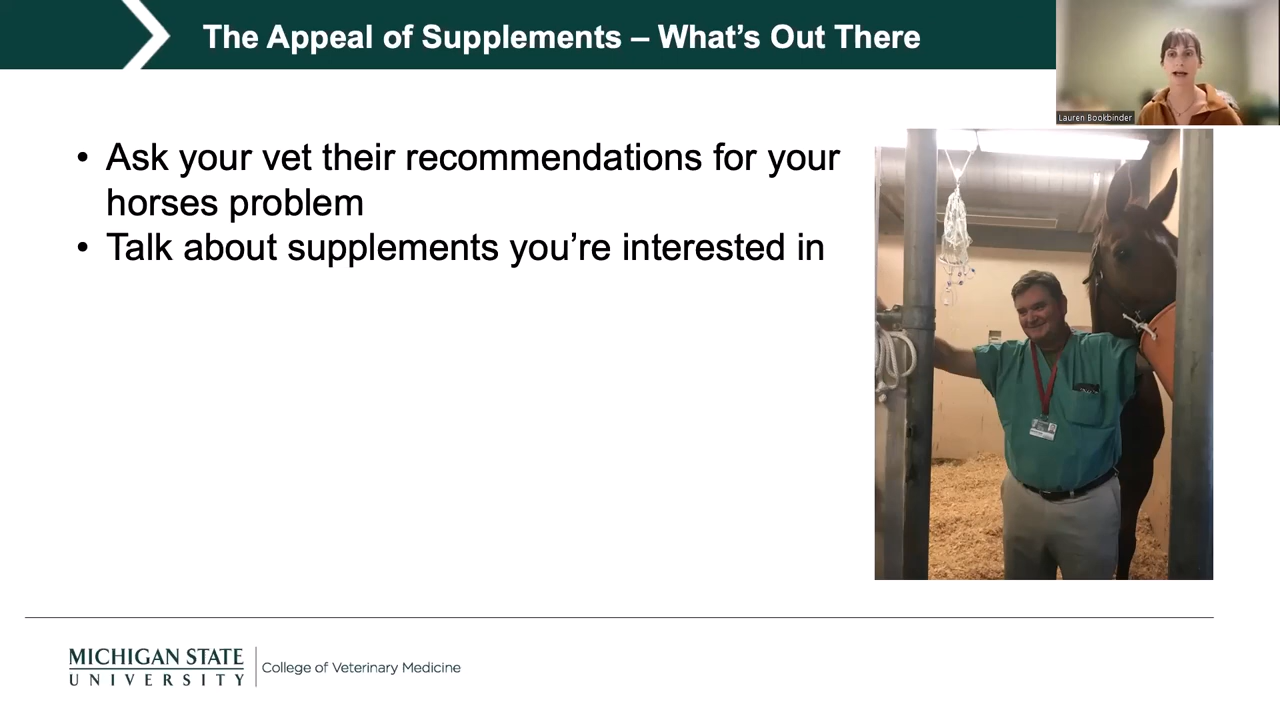 The Appeal of Supplements – What's Out There
Lauren Bookbinder
• Ask your vet their recommendations for your
horses problem
• Talk about supplements you're interested in
MICHIGAN STATE
UNIVERSITY
College of Veterinary Medicine